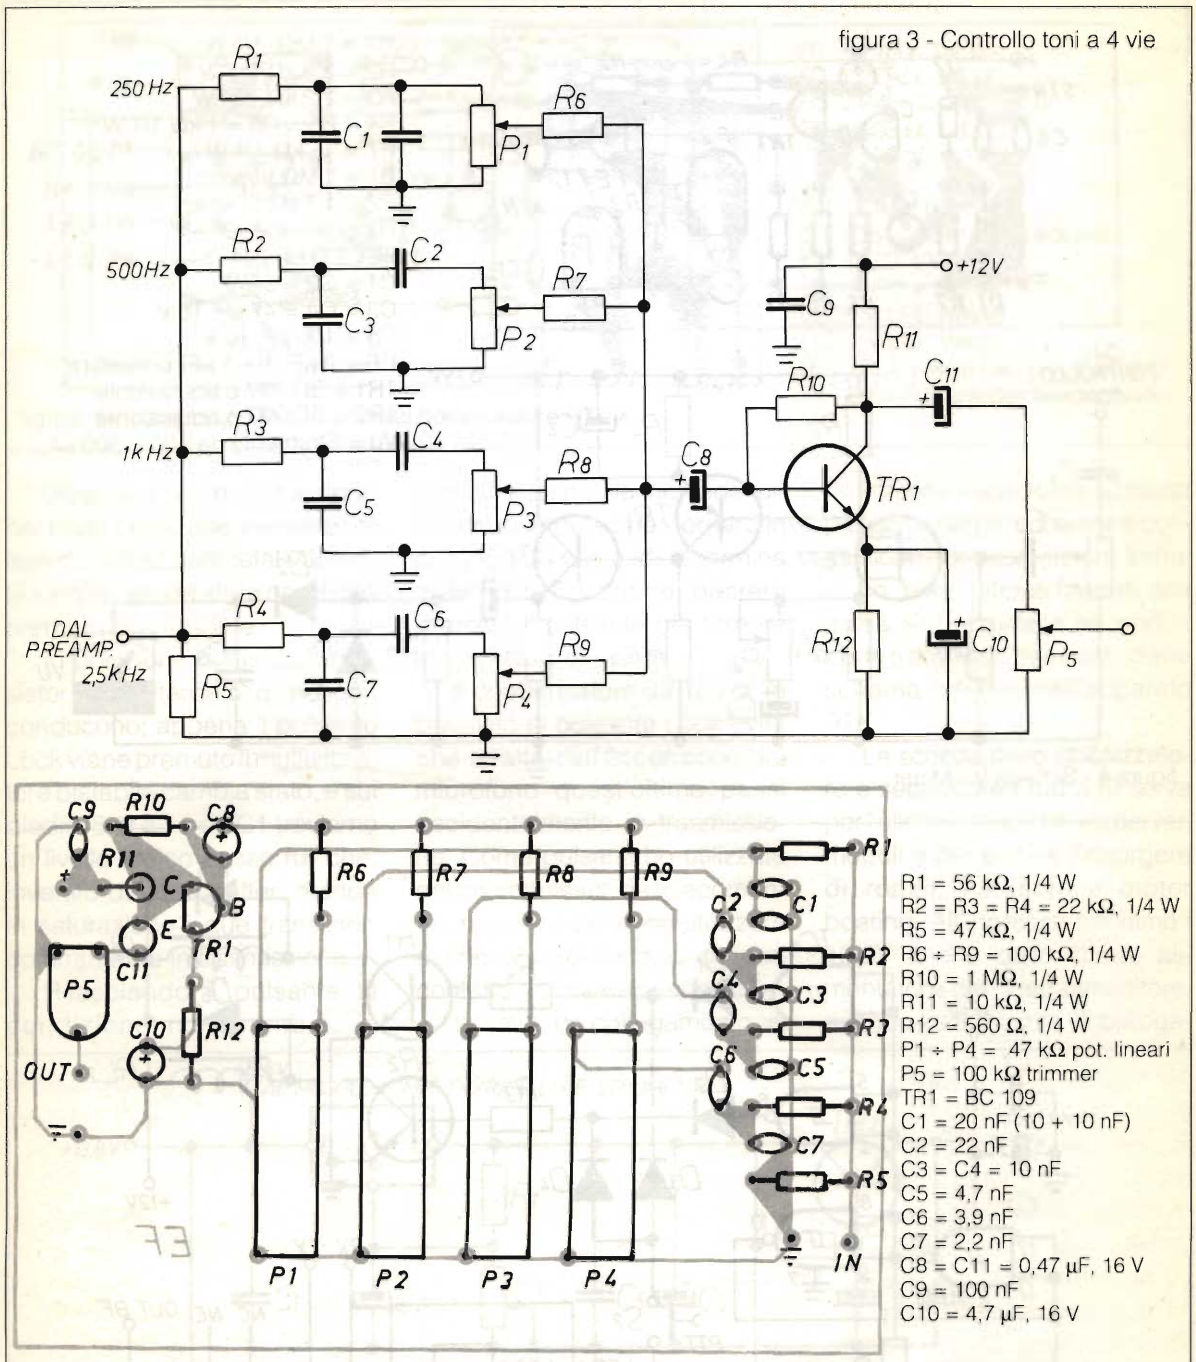 figura 3 - Controllo toni a 4 vie
R1
250 Hz
C1
P1
R6
R2
500Hz
C2
C3
P2
R7
+12V
C9
R11
R10
C11
R3
1kHz
C4
C5
P3
R8
C8
+
+
TR1
R4
DAL
PREAMP.
2,5kHz
R5
C6
C7
P4
R9
R12
+
C10
P5
C9
R10
C8
+
R11
+
C
B
E
TR1
C11
P5
C10
+
R12
OUT
R6
R7
R8
R9
R1
C1
C2
R2
C4
C3
R3
C6
C5
R4
C7
R5
IN
P1
P2
P3
P4
R1 = 56 kΩ, 1/4 W
R2 = R3 = R4 = 22 kΩ, 1/4 W
R5 = 47 kΩ, 1/4 W
R6 ÷ R9 = 100 kΩ, 1/4 W
R10 = 1 MΩ, 1/4 W
R11 = 10 kΩ, 1/4 W
R12 = 560 Ω, 1/4 W
P1 ÷ P4 = 47 kΩ pot. lineari
P5 = 100 kΩ trimmer
TR1 = BC 109
C1 = 20 nF (10 + 10 nF)
C2 = 22 nF
C3 = C4 = 10 nF
C5 = 4,7 nF
C6 = 3,9 nF
C7 = 2,2 nF
C8 = C11 = 0,47 µF, 16 V
C9 = 100 nF
C10 = 4,7 µF, 16 V